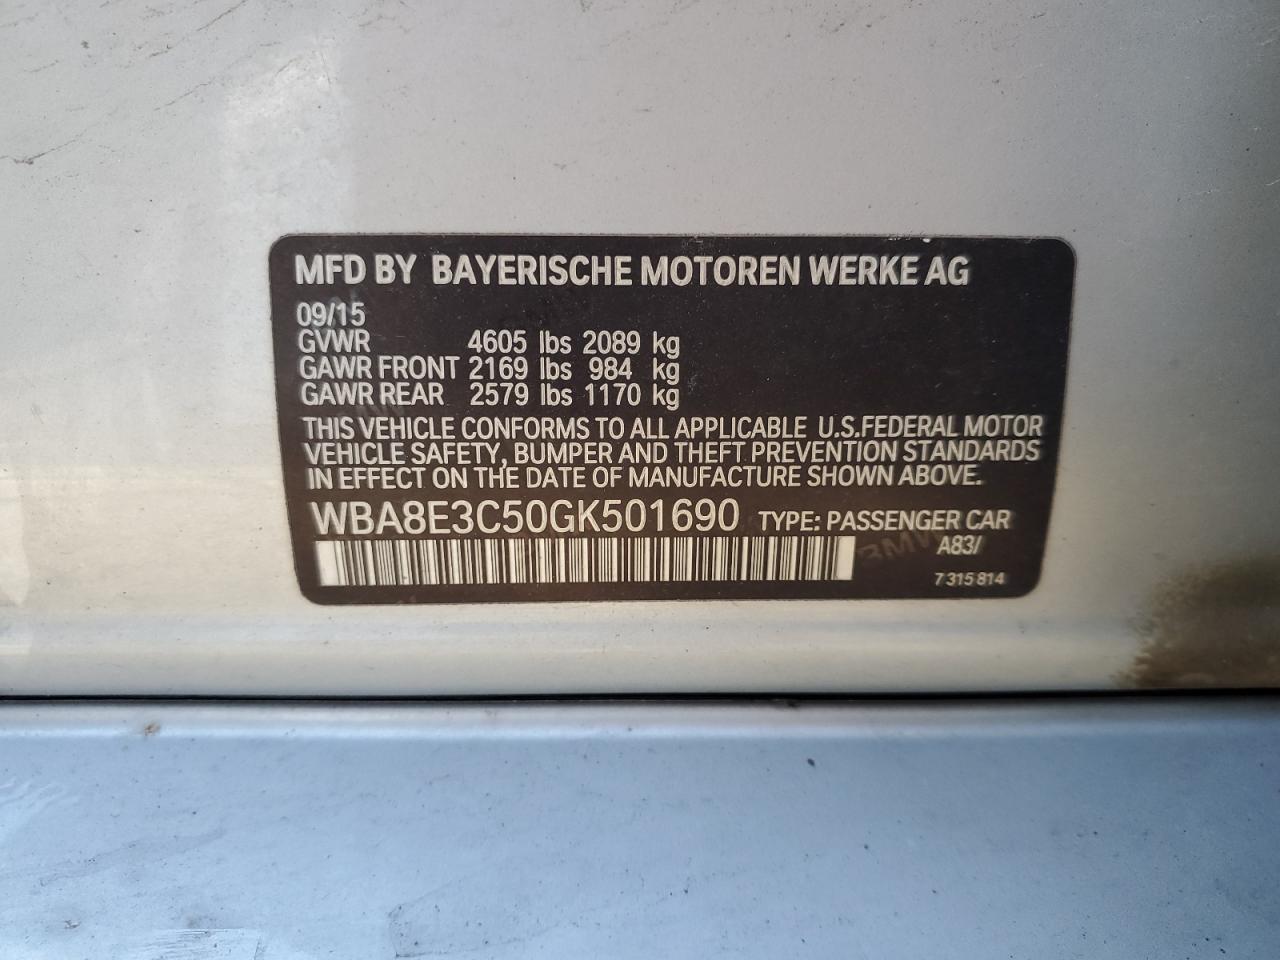 MFD BY BAYERISCHE MOTOREN WERKE AG
09/15
GVWR 4605 lbs 2089 kg
GAWR FRONT 2169 lbs 984 kg
GAWR REAR 2579 lbs 1170 kg
THIS VEHICLE CONFORMS TO ALL APPLICABLE U.S.FEDERAL MOTOR
VEHICLE SAFETY, BUMPER AND THEFT PREVENTION STANDARDS
IN EFFECT ON THE DATE OF MANUFACTURE SHOWN ABOVE.
WBA8E3C50GK501690 TYPE: PASSENGER CAR
A83/
BMW
7 315 814